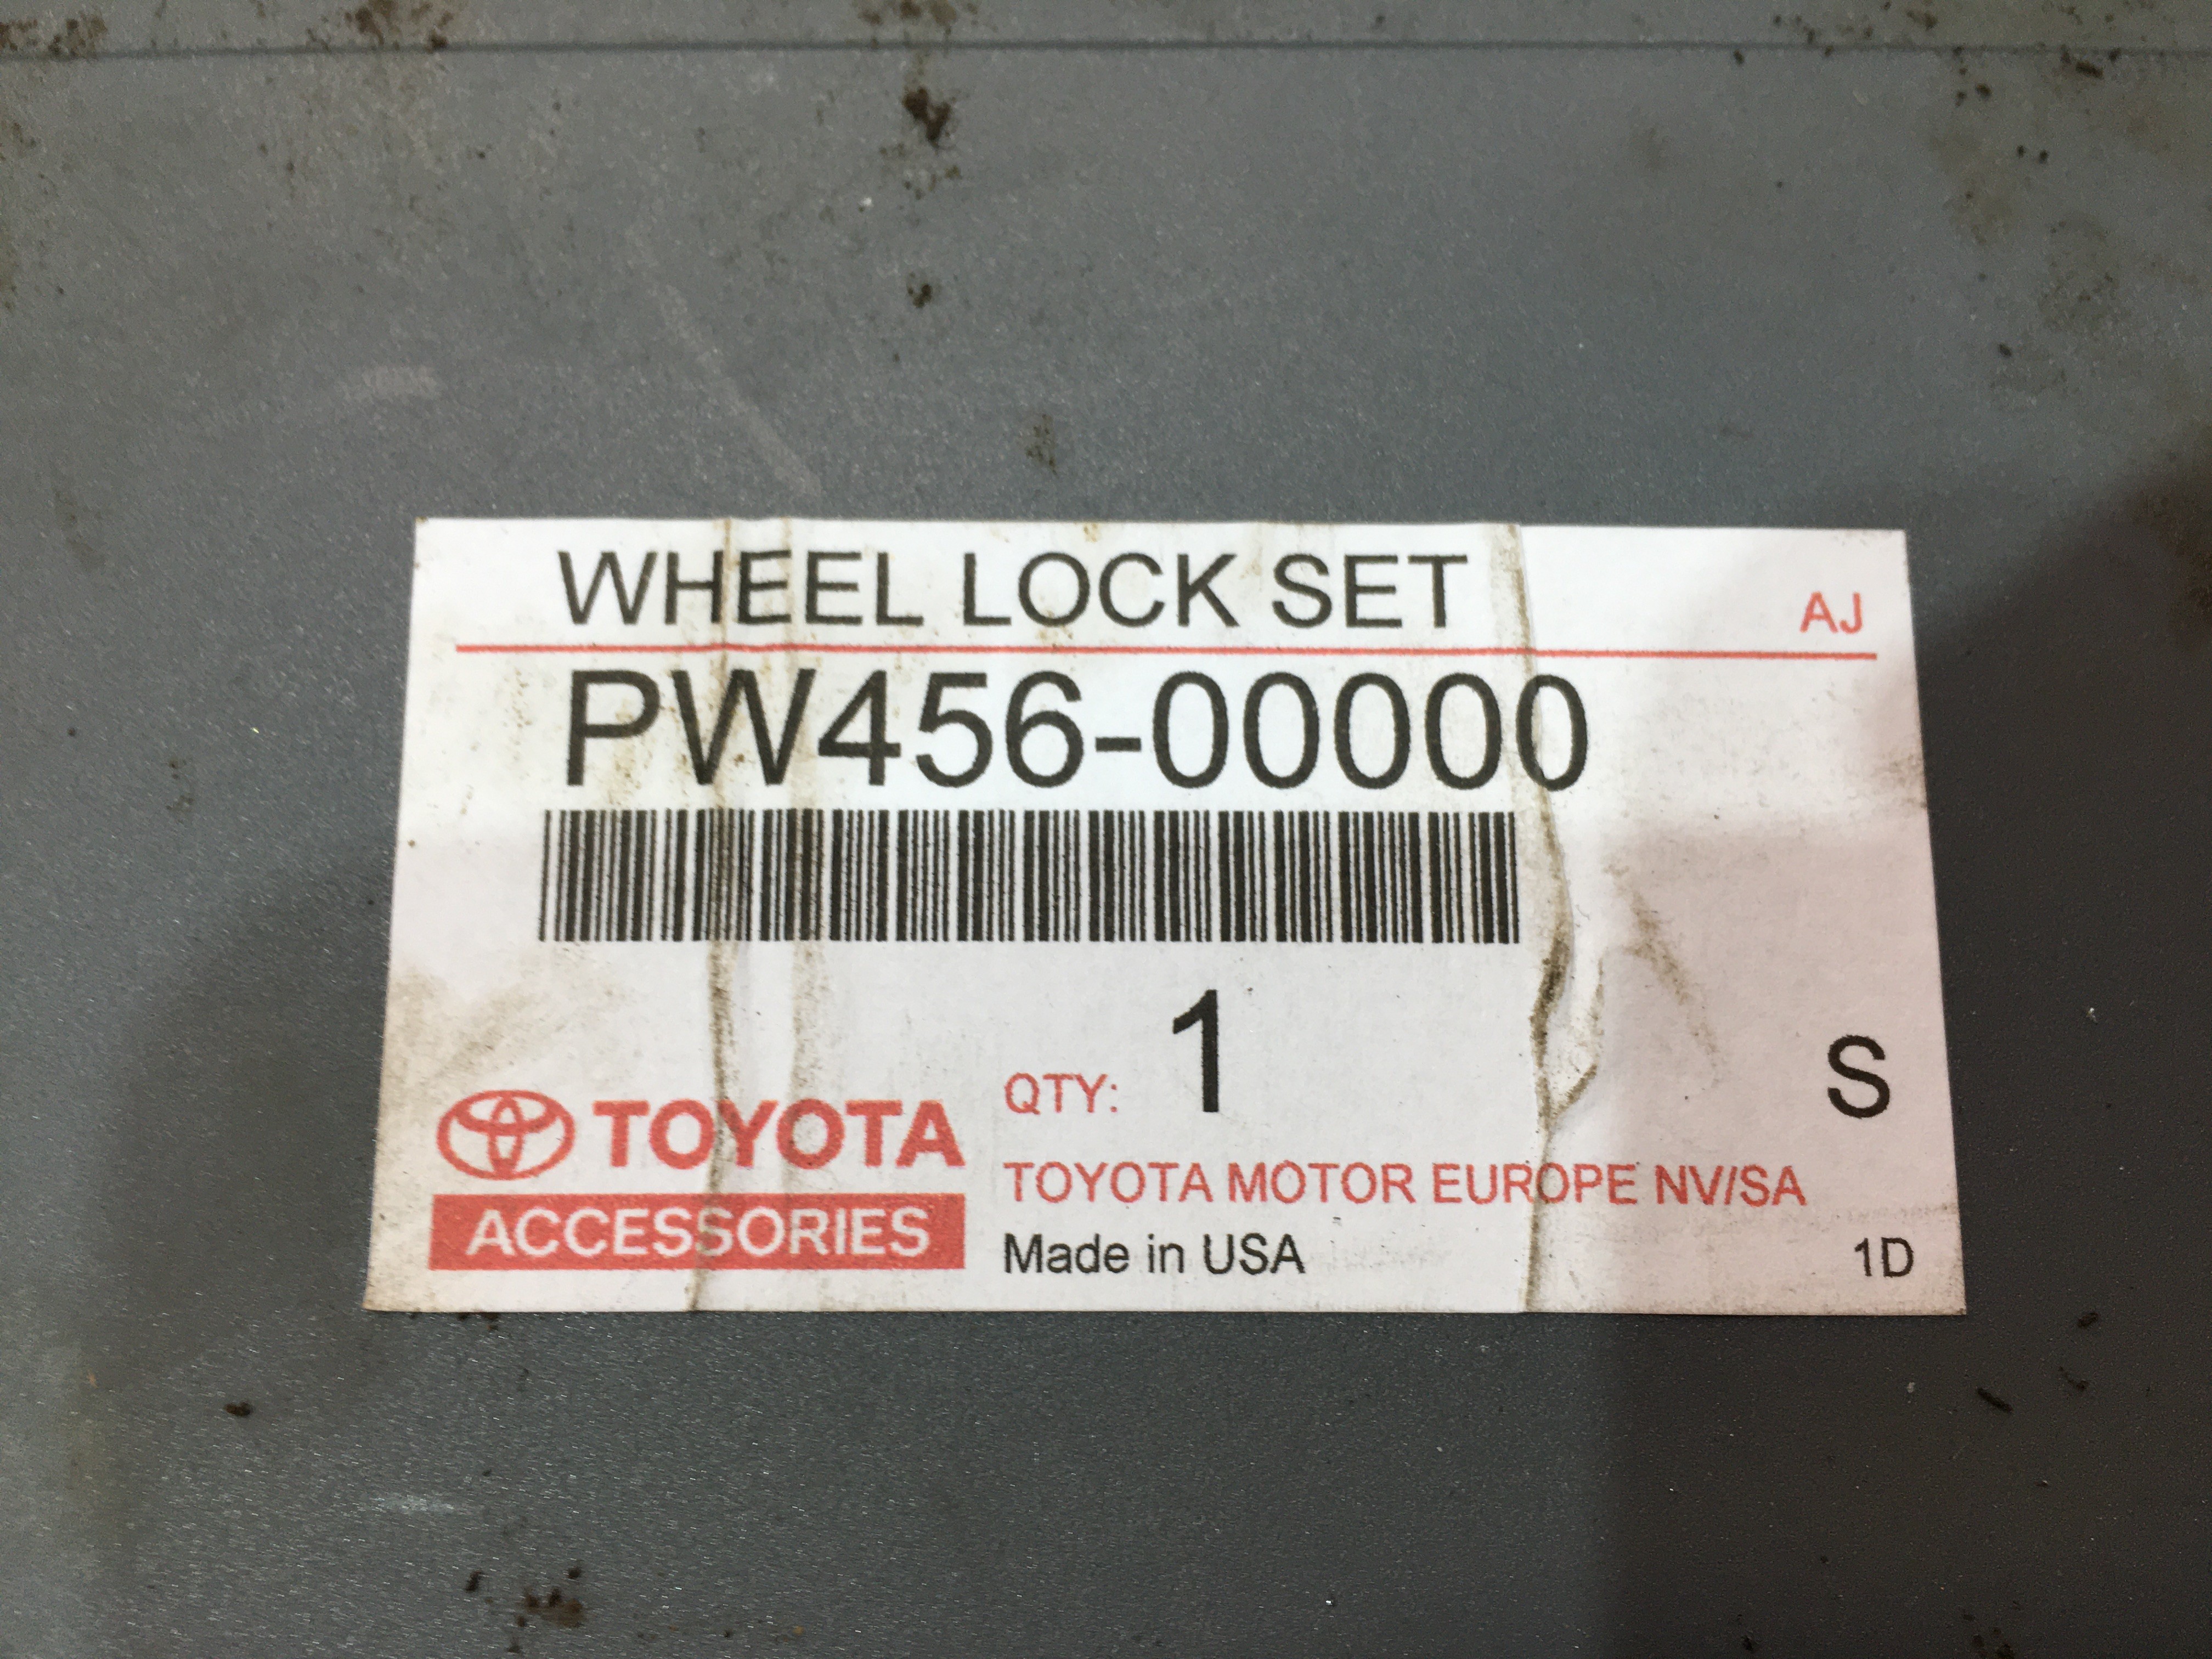 WHEEL LOCK SET
AJ
PW456-00000
QTY: 1
S
TOYOTA
ACCESSORIES
TOYOTA MOTOR EUROPE NV/SA
Made in USA
1D